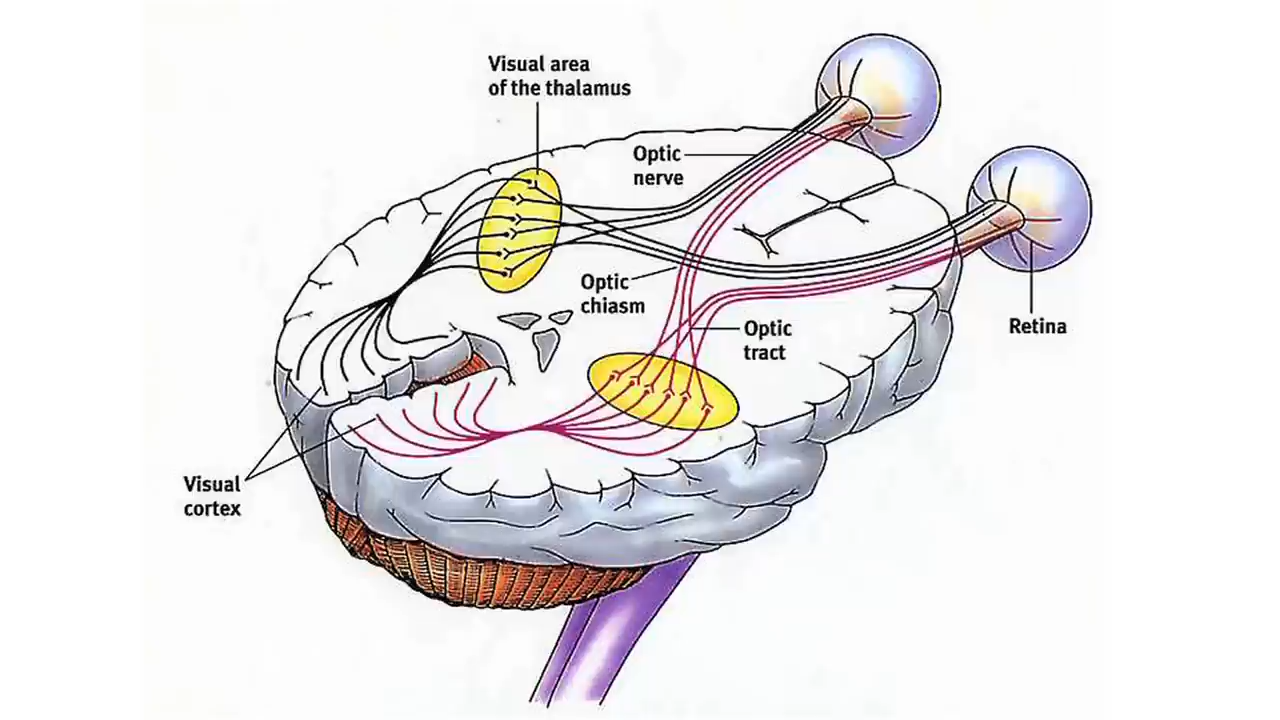 Visual area
of the thalamus
Optic
nerve
Optic
chiasm
Optic
tract
Retina
Visual
cortex